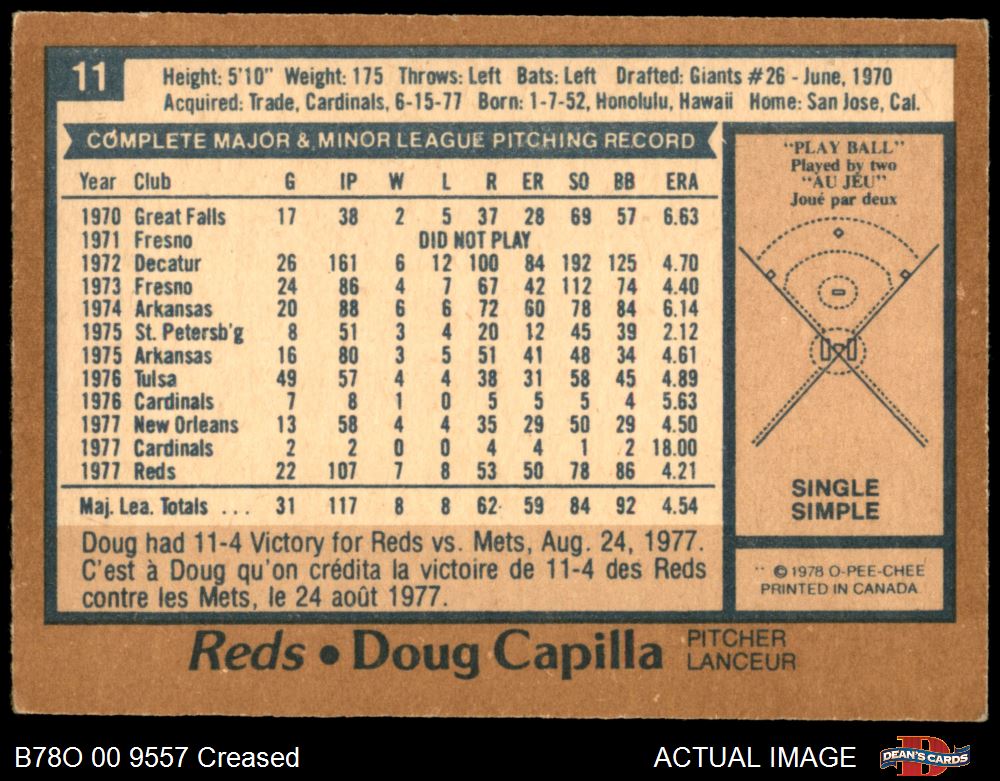 11
Height: 5'10" Weight: 175 Throws: Left Bats: Left Drafted: Giants #26 - June, 1970
Acquired: Trade, Cardinals, 6-15-77 Born: 1-7-52, Honolulu, Hawaii Home: San Jose, Cal.
COMPLETE MAJOR & MINOR LEAGUE PITCHING RECORD
Year Club G IP W L R ER SO BB ERA
1970 Great Falls 17 38 2 5 37 28 69 57 6.63
1971 Fresno DID NOT PLAY
1972 Decatur 26 161 6 12 100 84 192 125 4.70
1973 Fresno 24 86 4 7 67 42 112 74 4.40
1974 Arkansas 20 88 6 6 72 60 78 84 6.14
1975 St. Petersb'g 8 51 3 4 20 12 45 39 2.12
1975 Arkansas 16 80 3 5 51 41 48 34 4.61
1976 Tulsa 49 57 4 4 38 31 58 45 4.89
1976 Cardinals 7 8 1 0 5 5 5 4 5.63
1977 New Orleans 13 58 4 4 35 29 50 29 4.50
1977 Cardinals 2 2 0 0 4 4 1 2 18.00
1977 Reds 22 107 7 8 53 50 78 86 4.21
Maj. Lea. Totals ... 31 117 8 8 62 59 84 92 4.54
Doug had 11-4 Victory for Reds vs. Mets, Aug. 24, 1977.
C'est à Doug qu'on crédita la victoire de 11-4 des Reds
contre les Mets, le 24 août 1977.
"PLAY BALL"
Played by two
"AU JEU"
Joué par deux
SINGLE
SIMPLE
** © 1978 O-PEE-CHEE
PRINTED IN CANADA
Reds • Doug Capilla PITCHER
LANCEUR
B78O 00 9557 Creased
ACTUAL IMAGE
DEAN'S CARDS